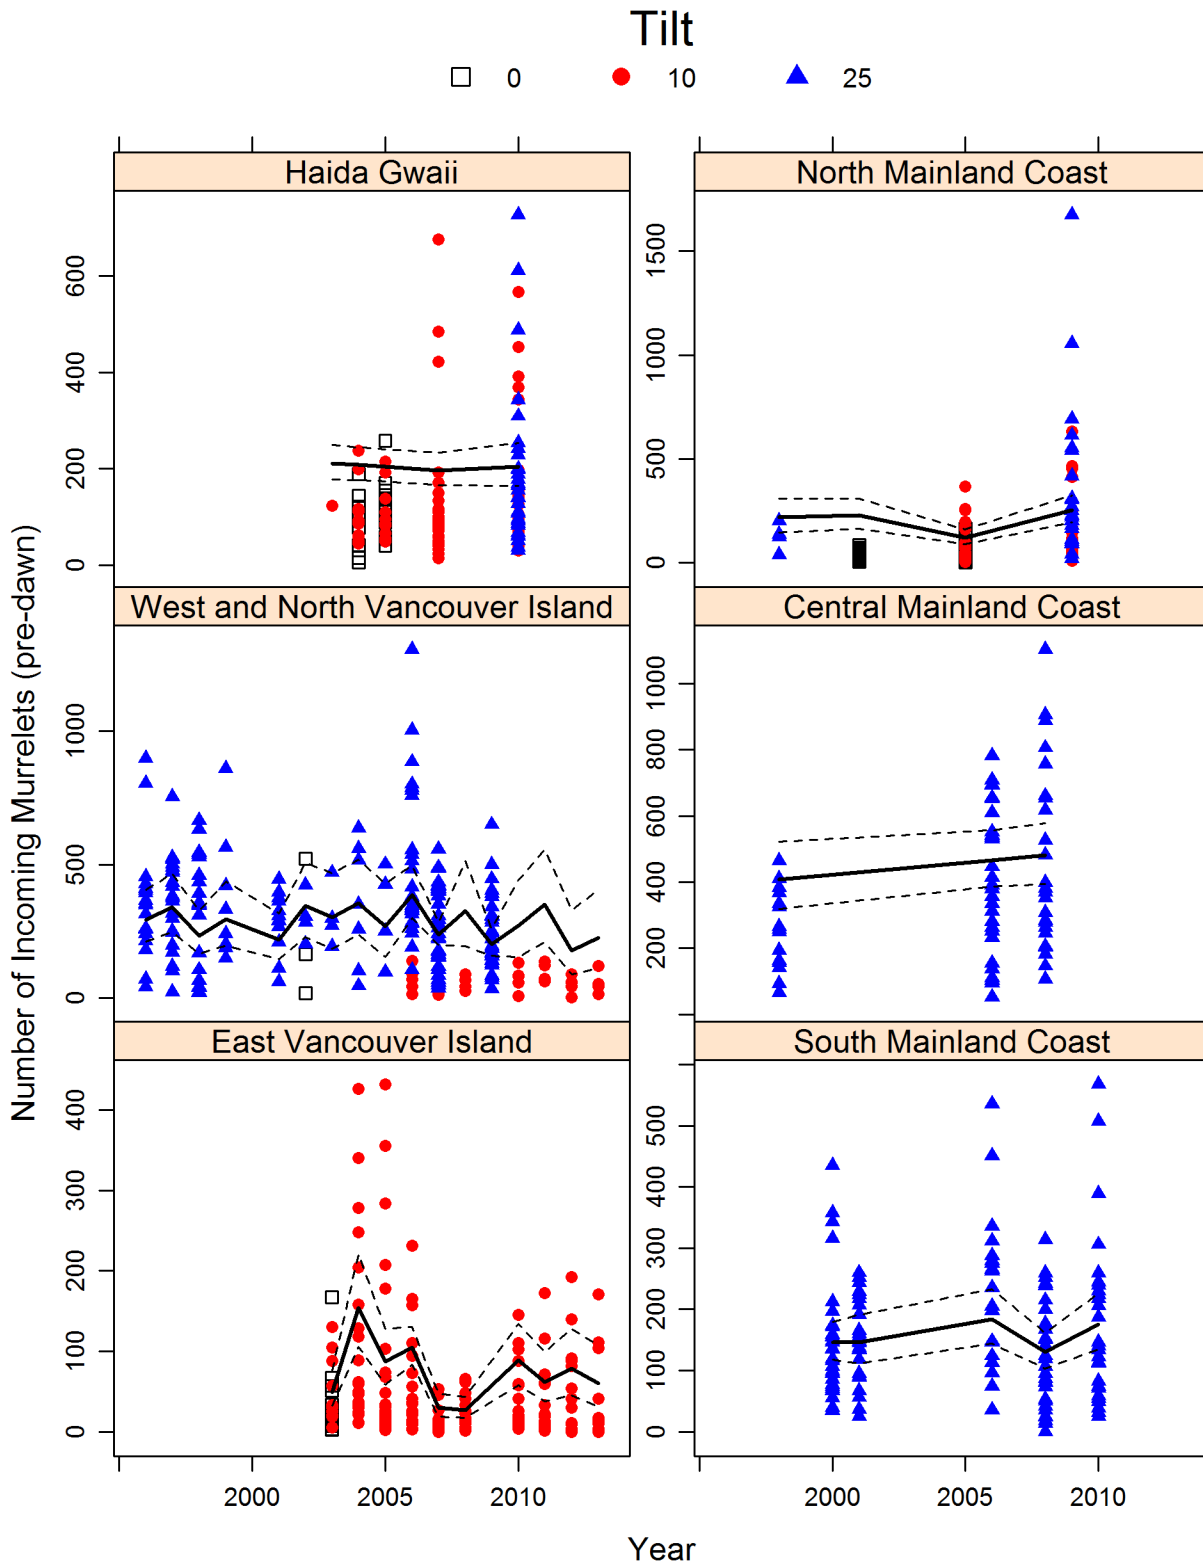 Tilt
0 10 25
Haida Gwaii
North Mainland Coast
0 200 400 600
0 500 1000 1500
West and North Vancouver Island
Central Mainland Coast
0 500 1000
200 400 600 800 1000
East Vancouver Island
South Mainland Coast
0 100 200 300 400
0 100 200 300 400 500
2000 2005 2010
2000 2005 2010
Number of Incoming Murrelets (pre-dawn)
Year